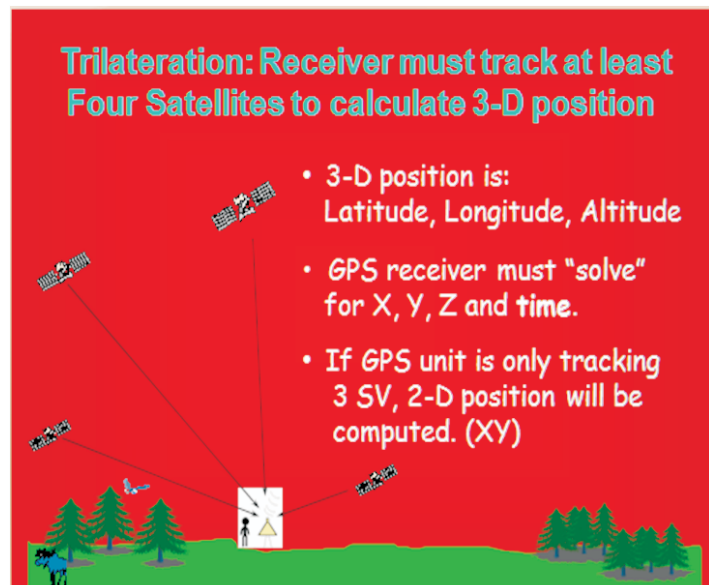 Trilateration: Receiver must track at least
Four Satellites to calculate 3-D position
• 3-D position is:
Latitude, Longitude, Altitude
• GPS receiver must “solve”
for X, Y, Z and time.
• If GPS unit is only tracking
3 SV, 2-D position will be
computed. (XY)